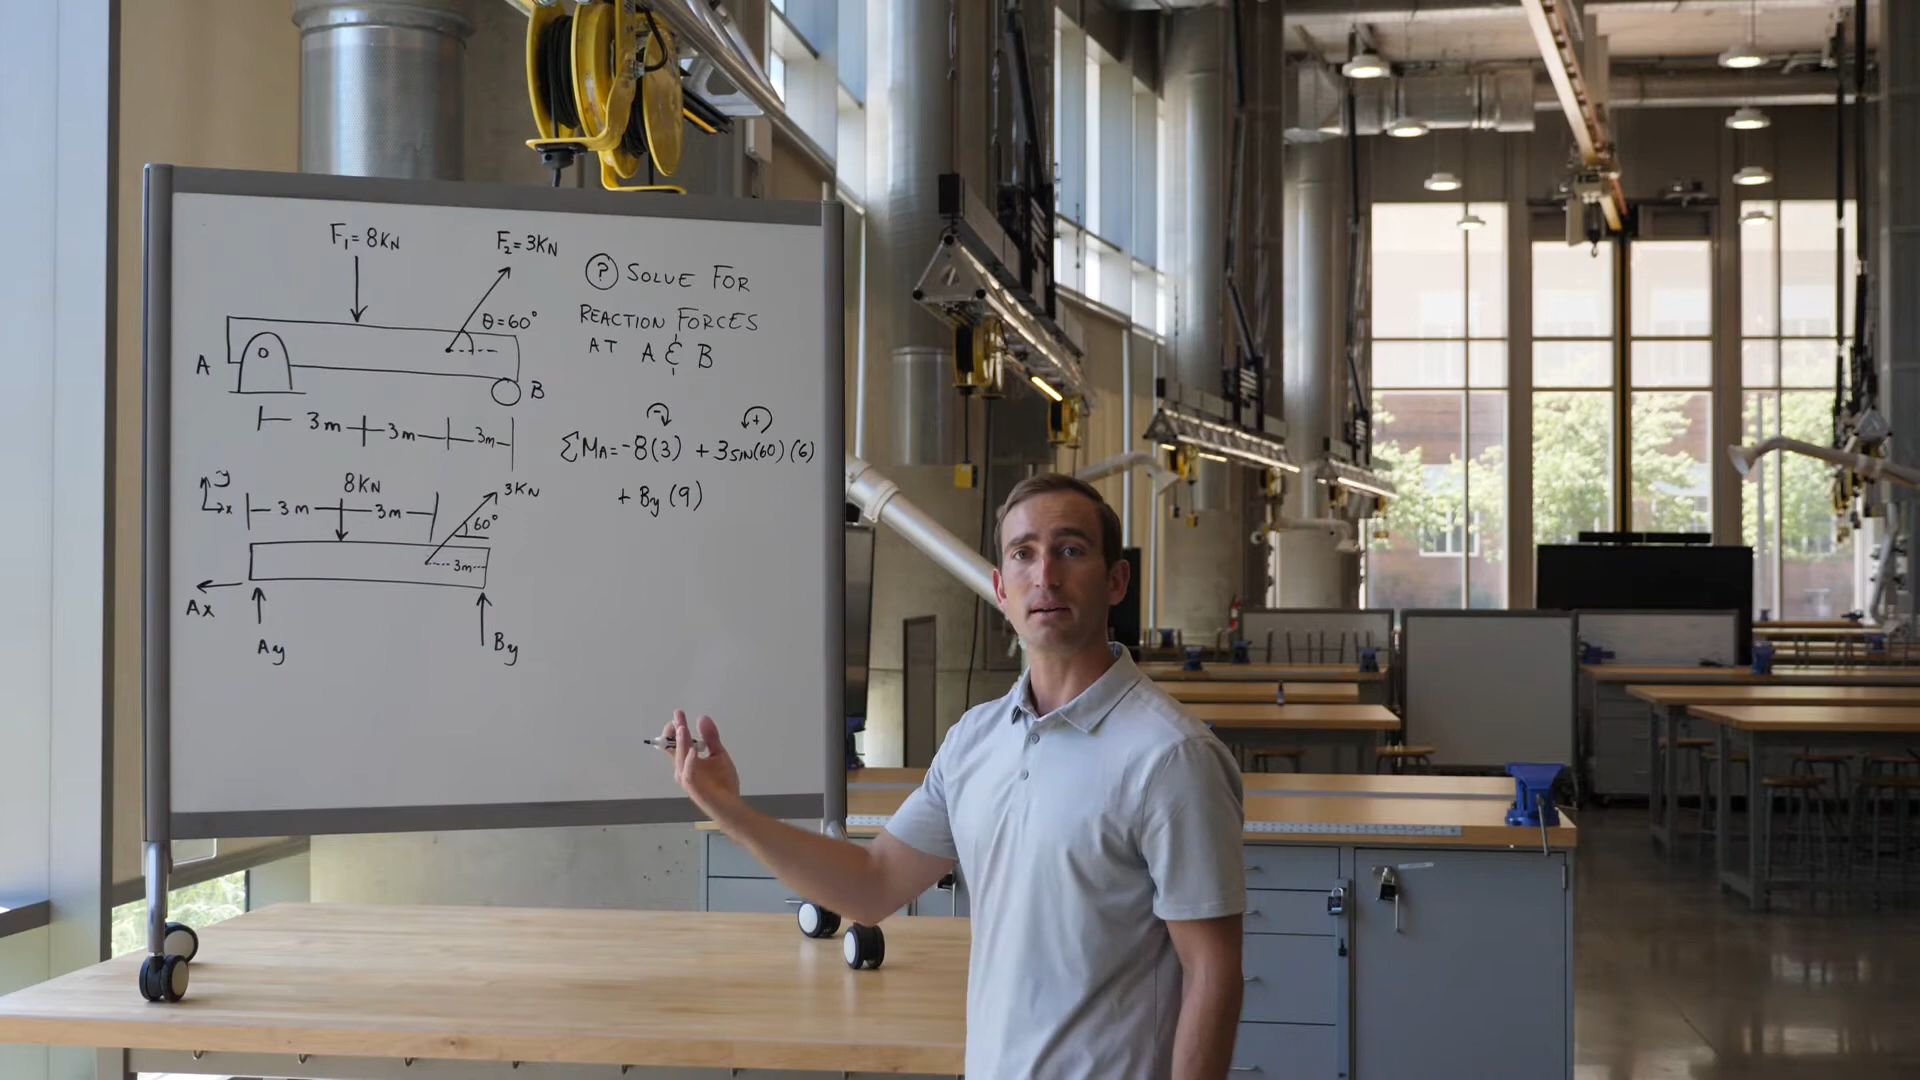 F₁=8KN
F₂=3KN
θ=60°
A
B
3m 3m 3m
? SOLVE FOR
REACTION FORCES
AT A & B
(-) (+)
ΣMA=-8(3) +3SIN(60)(6)
+ By(9)
y
x
8KN
3m 3m
3KN
60°
3m
Ax
Ay
By